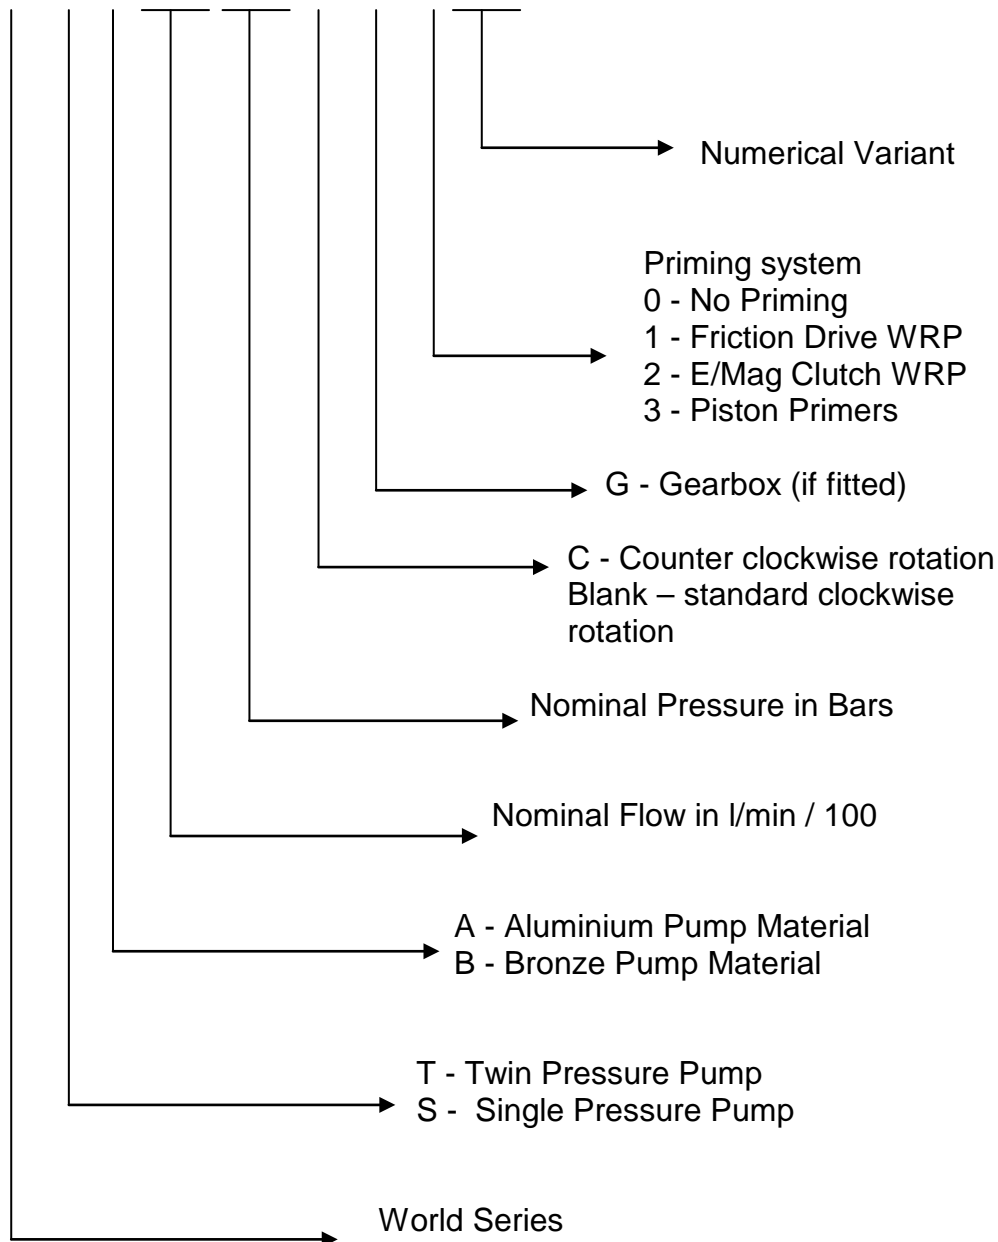 Numerical Variant
Priming system
0 - No Priming
1 - Friction Drive WRP
2 - E/Mag Clutch WRP
3 - Piston Primers
G - Gearbox (if fitted)
C - Counter clockwise rotation
Blank – standard clockwise
rotation
Nominal Pressure in Bars
Nominal Flow in l/min / 100
A - Aluminium Pump Material
B - Bronze Pump Material
T - Twin Pressure Pump
S -  Single Pressure Pump
World Series